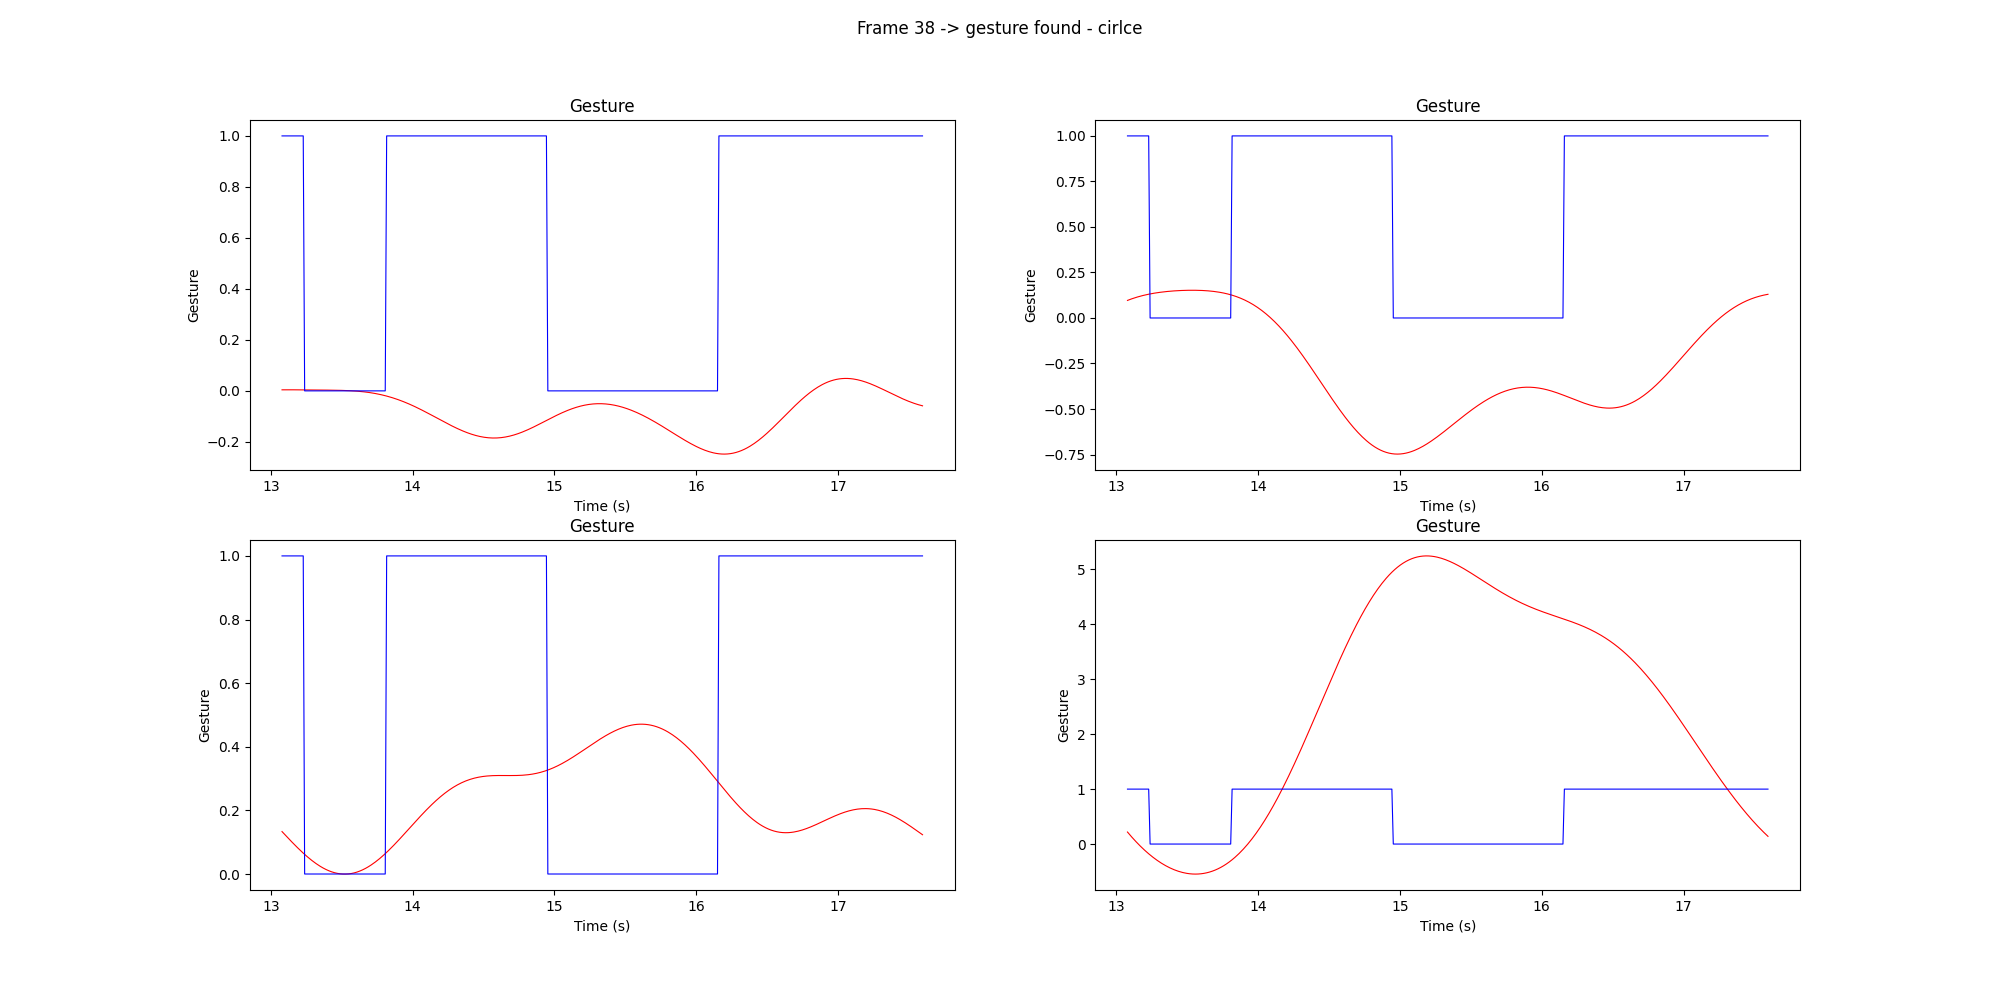 Frame 38 -> gesture found - cirlce
Gesture
Gesture
1.0
0.8
0.6
0.4
0.2
0.0
−0.2
13 14 15 16 17
Time (s)
Gesture
Gesture
1.00
0.75
0.50
0.25
0.00
−0.25
−0.50
−0.75
13 14 15 16 17
Time (s)
Gesture
Gesture
1.0
0.8
0.6
0.4
0.2
0.0
13 14 15 16 17
Time (s)
Gesture
Gesture
5
4
3
2
1
0
13 14 15 16 17
Time (s)